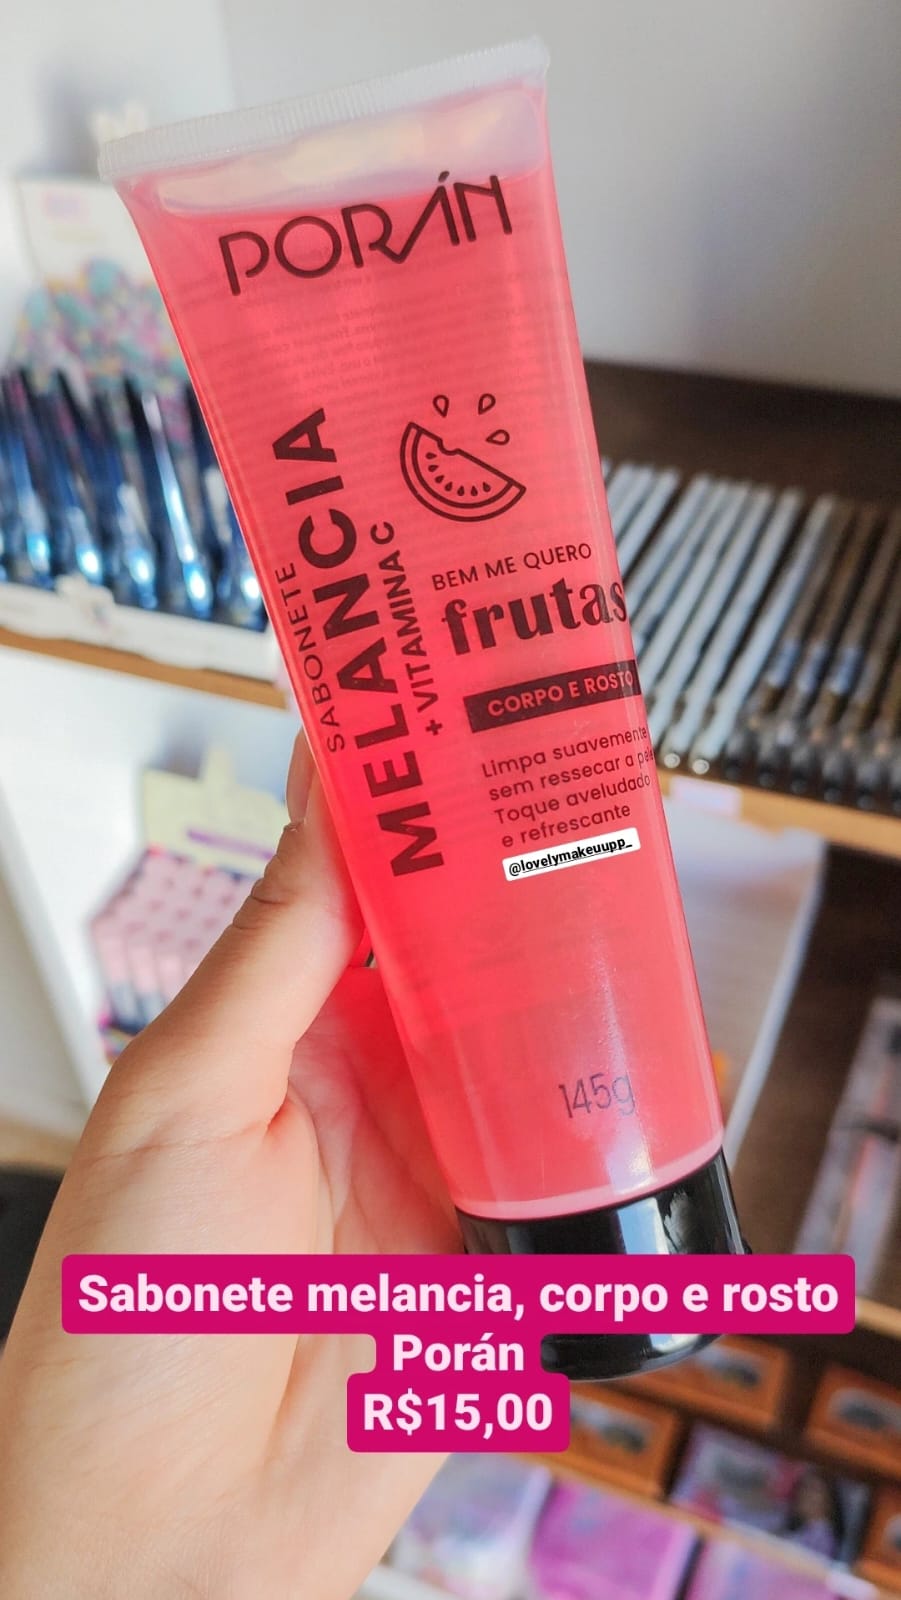 PORÁN
SABONETE
MELANCIA
+ VITAMINA C
BEM ME QUERO
frutas
CORPO E ROSTO
Limpa suavemente
sem ressecar a pele
Toque aveludado
e refrescante
@lovelymakeuupp_
145g
Sabonete melancia, corpo e rosto
Porán
R$15,00